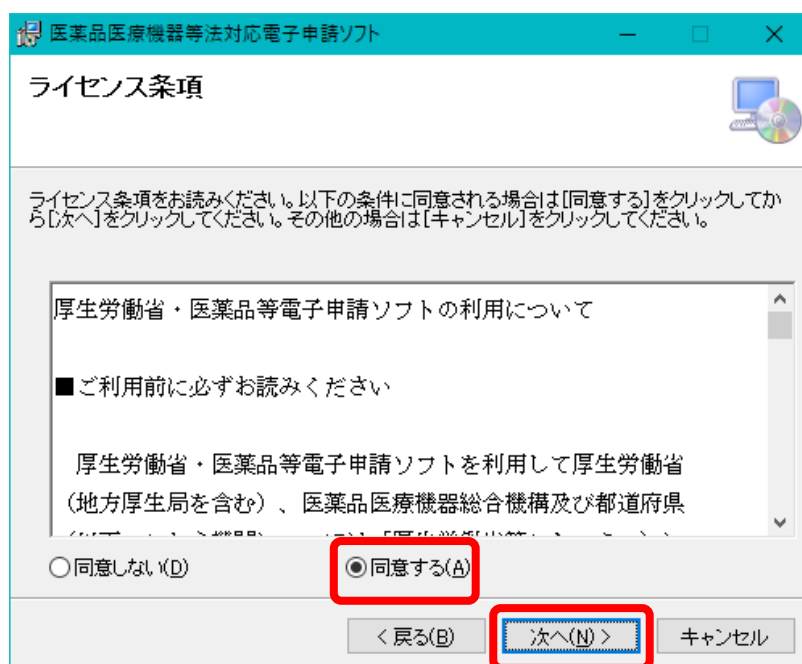 医薬品医療機器等法対応電子申請ソフト
ライセンス条項
ライセンス条項をお読みください。以下の条件に同意される場合は[同意する]をクリックしてか
ら[次へ]をクリックしてください。その他の場合は[キャンセル]をクリックしてください。
厚生労働省・医薬品等電子申請ソフトの利用について
■ご利用前に必ずお読みください
厚生労働省・医薬品等電子申請ソフトを利用して厚生労働省
（地方厚生局を含む）、医薬品医療機器総合機構及び都道府県
○同意しない(D)
同意する(A)
< 戻る(B)
次へ(N) >
キャンセル